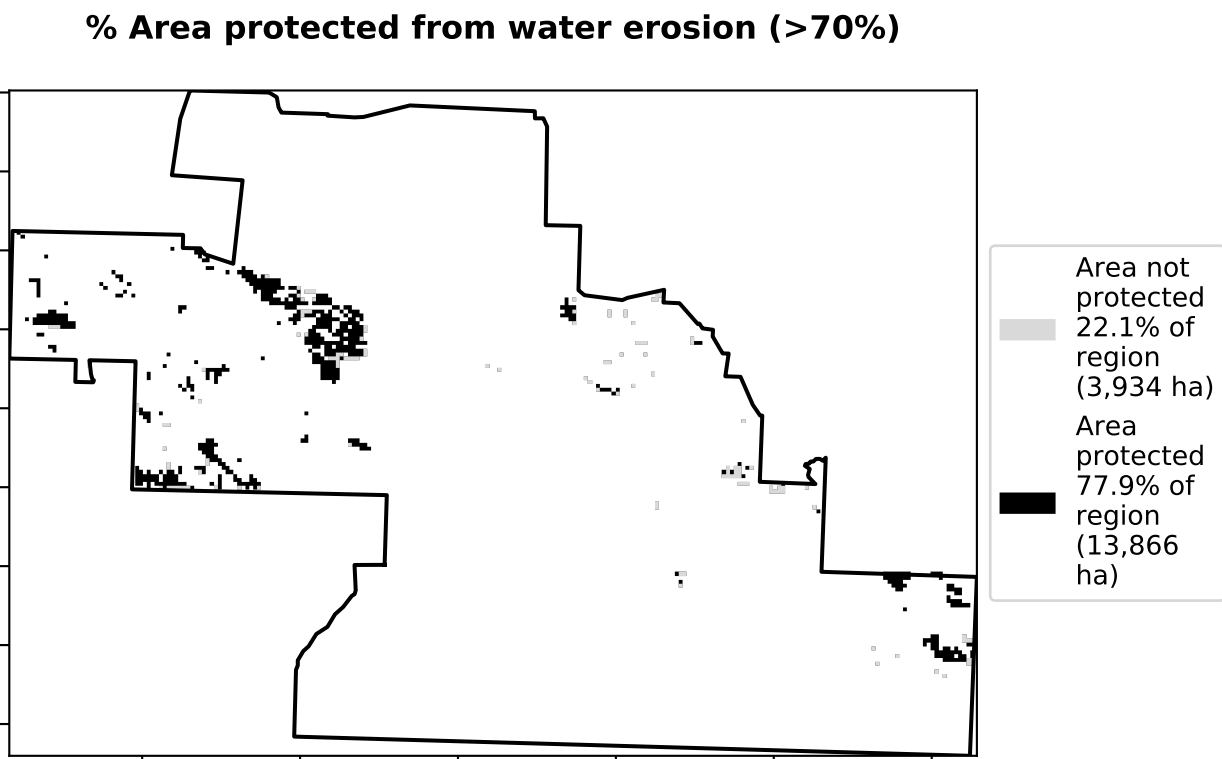 % Area protected from water erosion (>70%)
Area not
protected
22.1% of
region
(3,934 ha)
Area
protected
77.9% of
region
(13,866
ha)